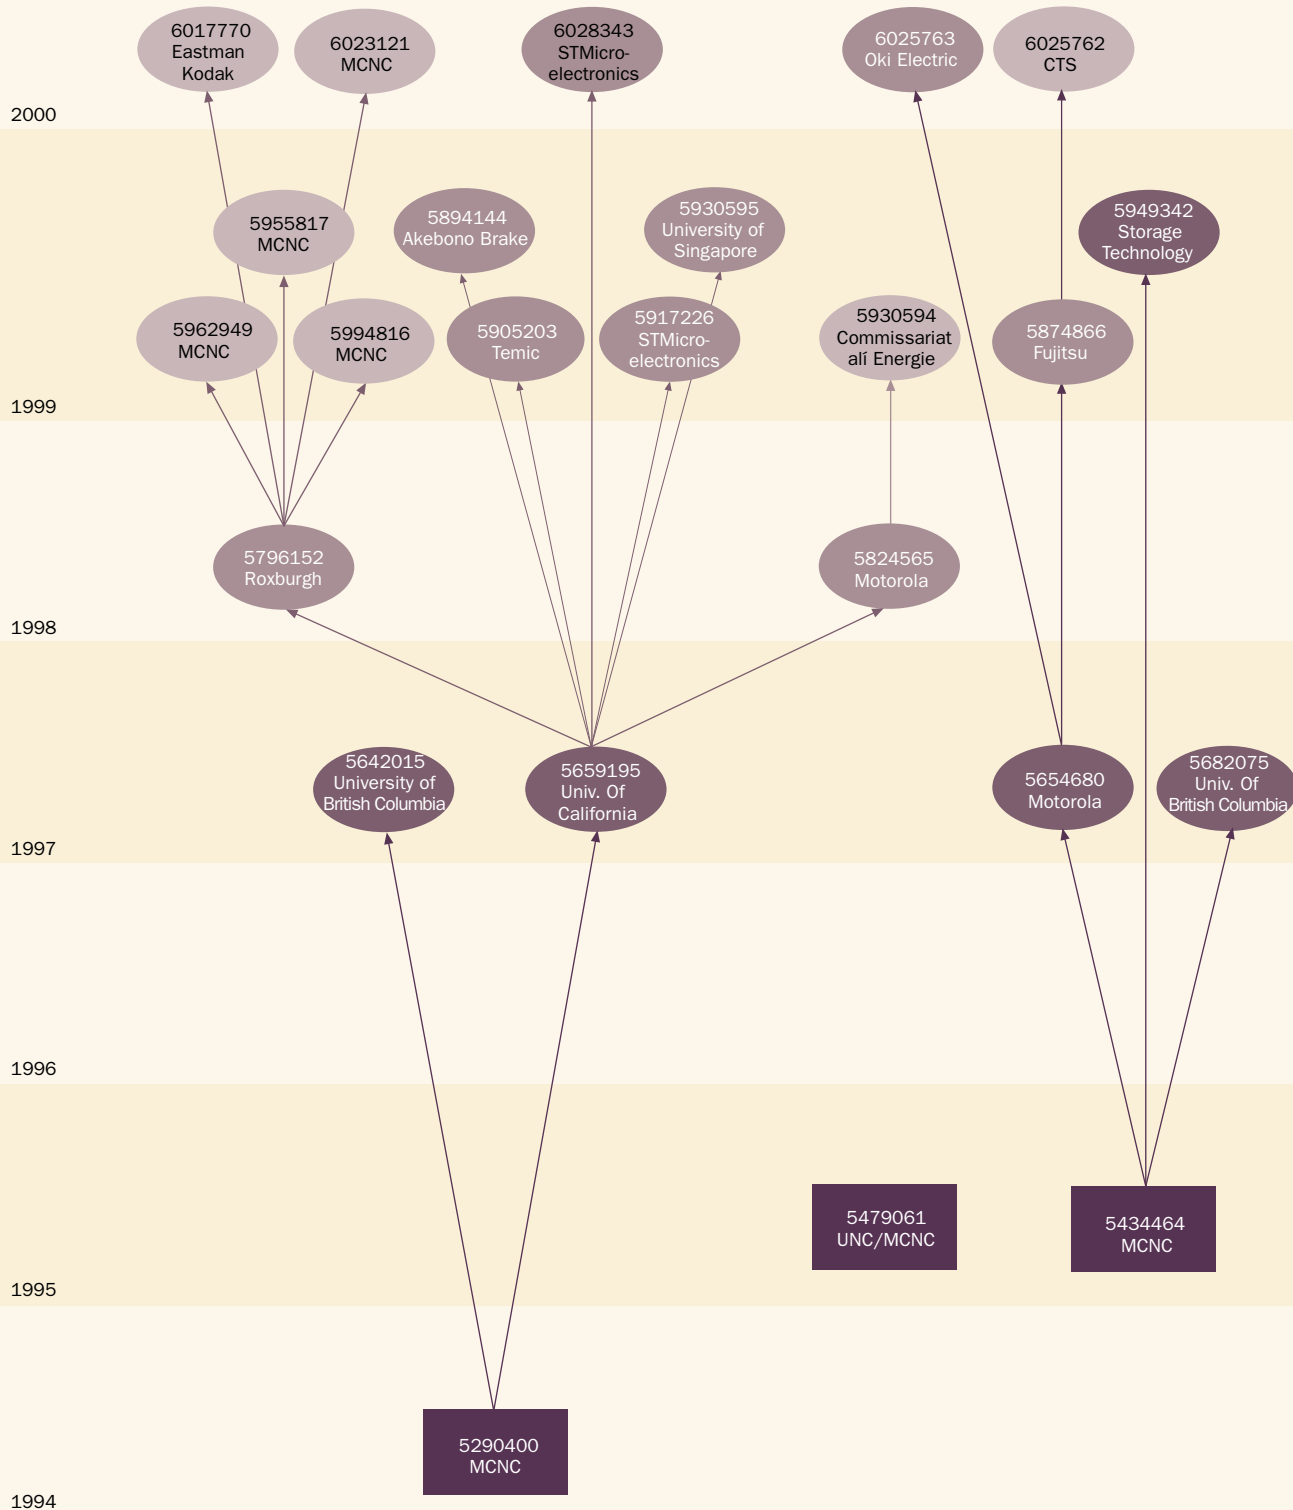 6017770
Eastman
Kodak
6023121
MCNC
6028343
STMicro-
electronics
6025763
Oki Electric
6025762
CTS
2000
5955817
MCNC
5894144
Akebono Brake
5930595
University of
Singapore
5949342
Storage
Technology
5962949
MCNC
5994816
MCNC
5905203
Temic
5917226
STMicro-
electronics
5930594
Commissariat
alí Energie
5874866
Fujitsu
1999
5796152
Roxburgh
5824565
Motorola
1998
5642015
University of
British Columbia
5659195
Univ. Of
California
5654680
Motorola
5682075
Univ. Of
British Columbia
1997
1996
5479061
UNC/MCNC
5434464
MCNC
1995
5290400
MCNC
1994